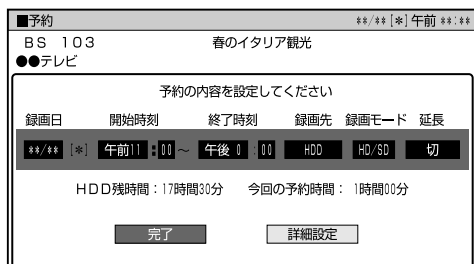 ■予約 **/**[*]午前 **:**
BS 103 春のイタリア観光
●●テレビ
予約の内容を設定してください
録画日 開始時刻 終了時刻 録画先 録画モード 延長
**/** [*] 午前11:00～ 午後 0:00 HDD HD/SD 切
HDD残時間：17時間30分 今回の予約時間： 1時間00分
完了 詳細設定